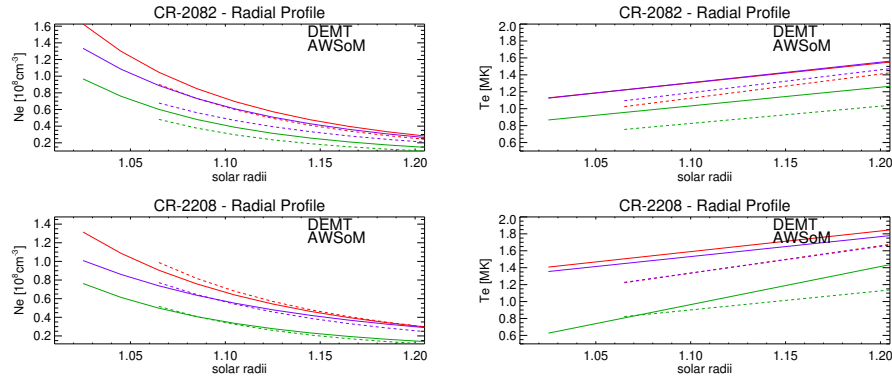 CR-2082 - Radial Profile
DEMT
AWSoM
Ne [10⁸cm⁻³]
1.6
1.4
1.2
1.0
0.8
0.6
0.4
0.2
1.05
1.10
1.15
1.20
solar radii
CR-2082 - Radial Profile
DEMT
AWSoM
Te [MK]
2.0
1.8
1.6
1.4
1.2
1.0
0.8
0.6
1.05
1.10
1.15
1.20
solar radii
CR-2208 - Radial Profile
DEMT
AWSoM
Ne [10⁸cm⁻³]
1.4
1.2
1.0
0.8
0.6
0.4
0.2
1.05
1.10
1.15
1.20
solar radii
CR-2208 - Radial Profile
DEMT
AWSoM
Te [MK]
2.0
1.8
1.6
1.4
1.2
1.0
0.8
0.6
1.05
1.10
1.15
1.20
solar radii